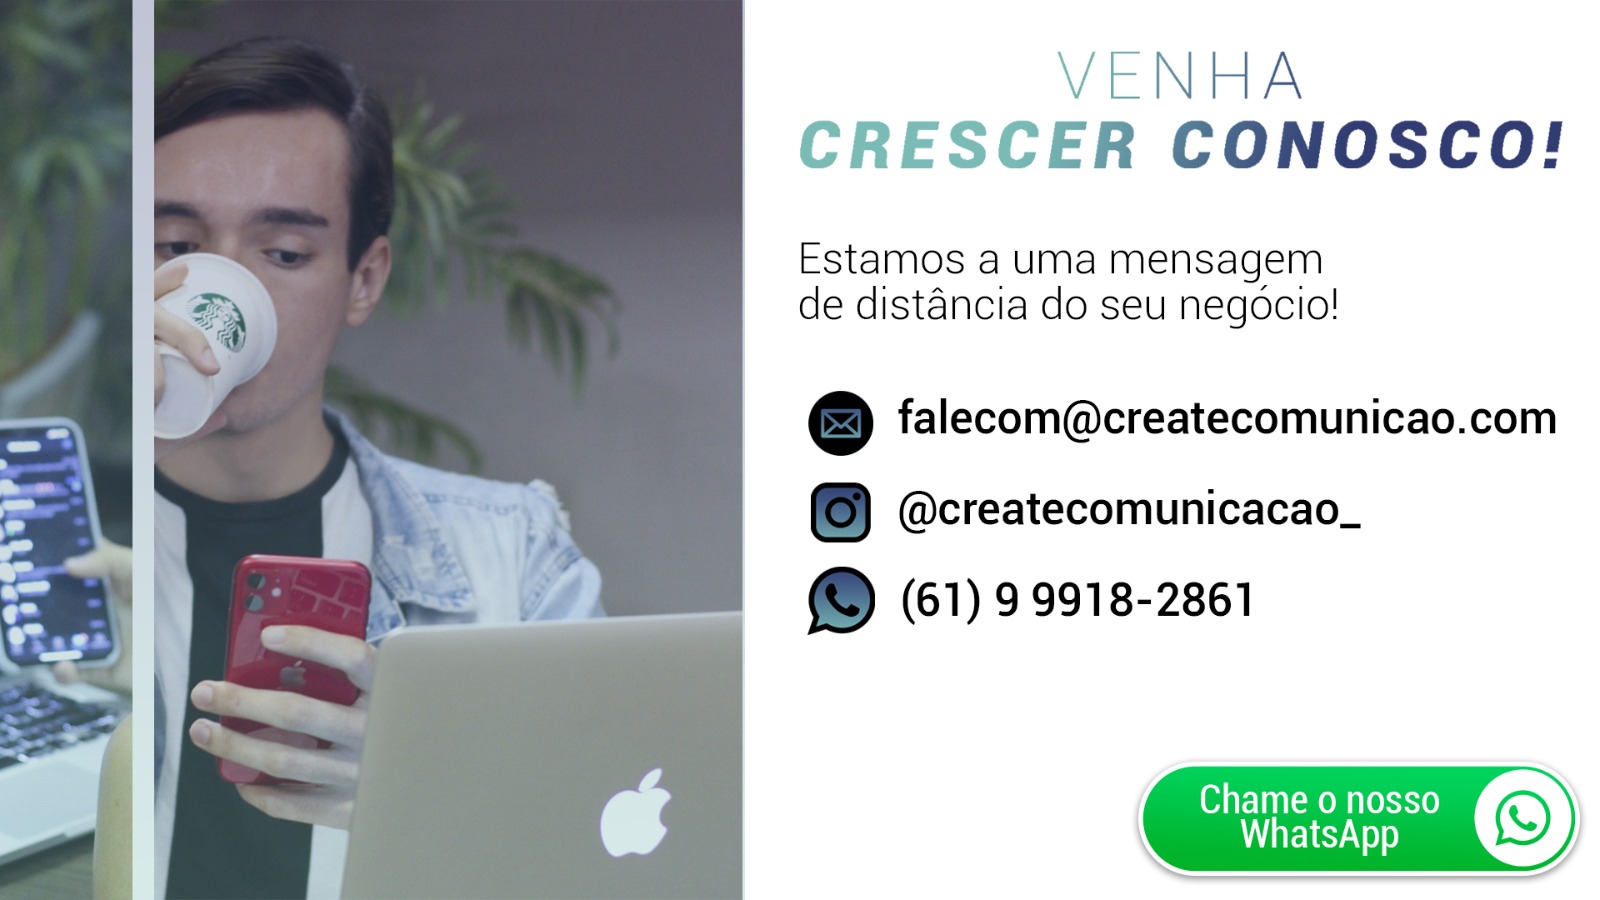 VENHA
CRESCER CONOSCO!
Estamos a uma mensagem
de distância do seu negócio!
falecom@createcomunicao.com
@createcomunicacao_
(61) 9 9918-2861
Chame o nosso
WhatsApp